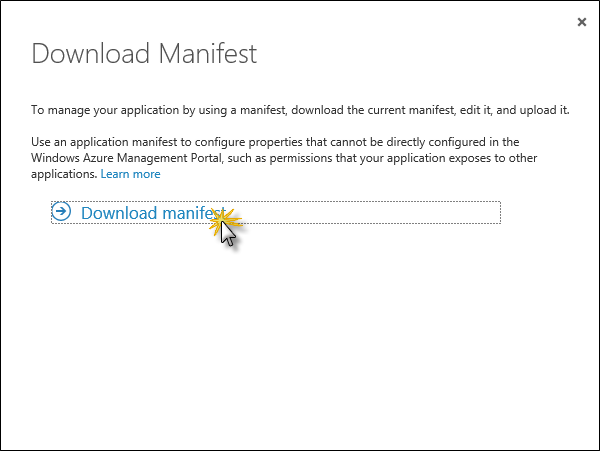 Download Manifest
To manage your application by using a manifest, download the current manifest, edit it, and upload it.
Use an application manifest to configure properties that cannot be directly configured in the
Windows Azure Management Portal, such as permissions that your application exposes to other
applications. Learn more
Download manifest